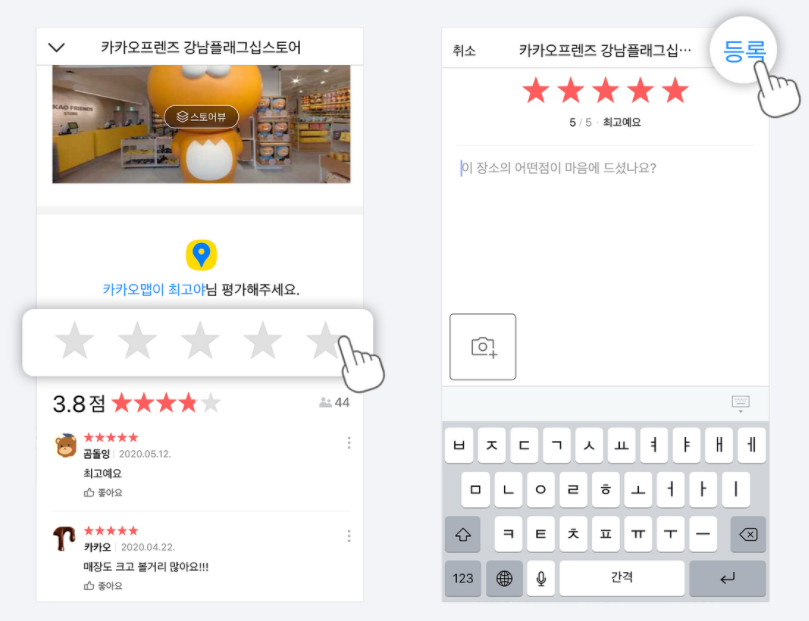 카카오프렌즈 강남플래그십스토어
KAO FRIENDS
STORE
스토어뷰
카카오맵이 최고야님 평가해주세요.
3.8점
44
곰돌잉 2020.05.12.
최고예요
좋아요
카카오 2020.04.22.
매장도 크고 볼거리 많아요!!!
좋아요
취소 카카오프렌즈 강남플래그십… 등록
5 / 5 · 최고예요
이 장소의 어떤점이 마음에 드셨나요?
ㅂ ㅈ ㄷ ㄱ ㅅ ㅛ ㅕ ㅑ ㅐ ㅔ
ㅁ ㄴ ㅇ ㄹ ㅎ ㅗ ㅓ ㅏ ㅣ
ㅋ ㅌ ㅊ ㅍ ㅠ ㅜ ㅡ
123 간격